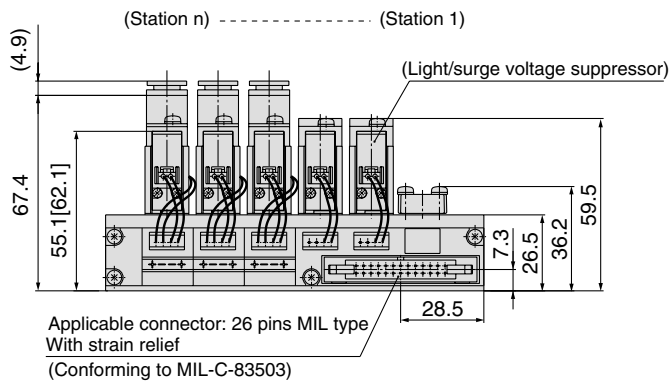 (Station n)
(Station 1)
(4.9)
(Light/surge voltage suppressor)
67.4
55.1[62.1]
59.5
36.2
26.5
7.3
28.5
Applicable connector: 26 pins MIL type
With strain relief
(Conforming to MIL-C-83503)